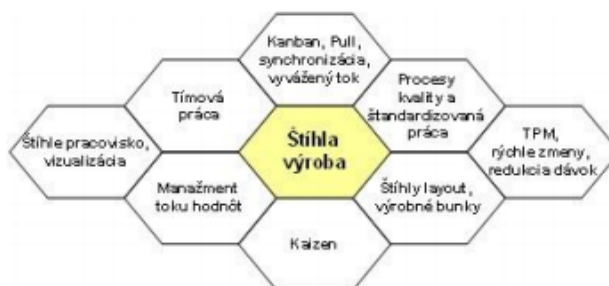 Kanban, Pull,
synchronizácia,
vyvážený tok
Tímová
práca
Procesy
kvality a
štandardizovaná
práca
Štíhle pracovisko,
vizualizácia
Štíhla
výroba
TPM,
rýchle zmeny,
redukcia dávok
Manažment
toku hodnôt
Štíhly layout,
výrobné bunky
Kaizen